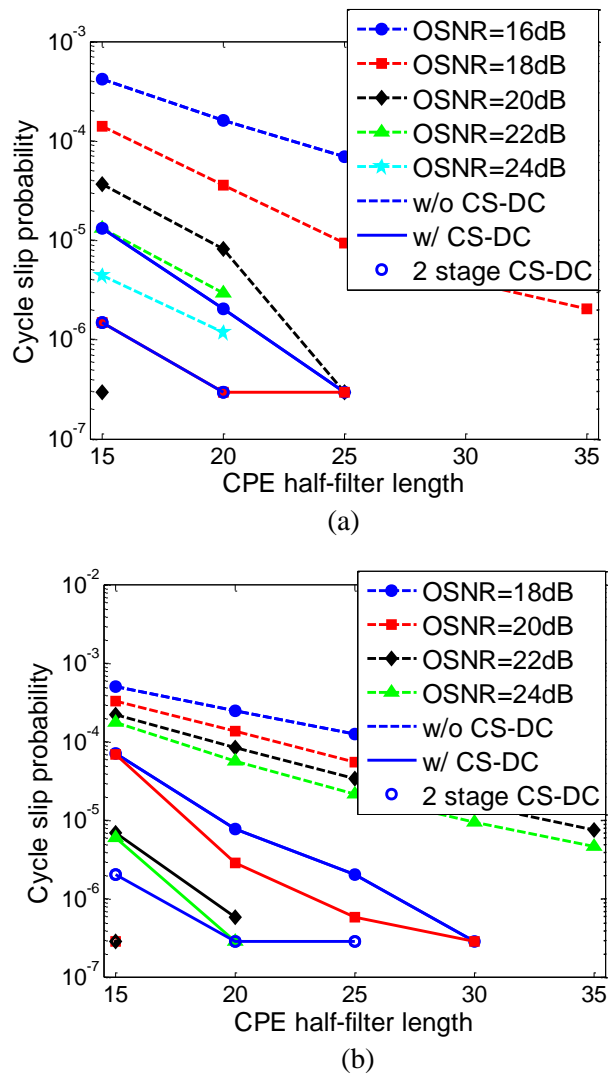 10^-3
10^-4
10^-5
10^-6
10^-7
Cycle slip probability
OSNR=16dB
OSNR=18dB
OSNR=20dB
OSNR=22dB
OSNR=24dB
w/o CS-DC
w/ CS-DC
2 stage CS-DC
15 20 25 30 35
CPE half-filter length
(a)
10^-2
10^-3
10^-4
10^-5
10^-6
10^-7
Cycle slip probability
OSNR=18dB
OSNR=20dB
OSNR=22dB
OSNR=24dB
w/o CS-DC
w/ CS-DC
2 stage CS-DC
15 20 25 30 35
CPE half-filter length
(b)